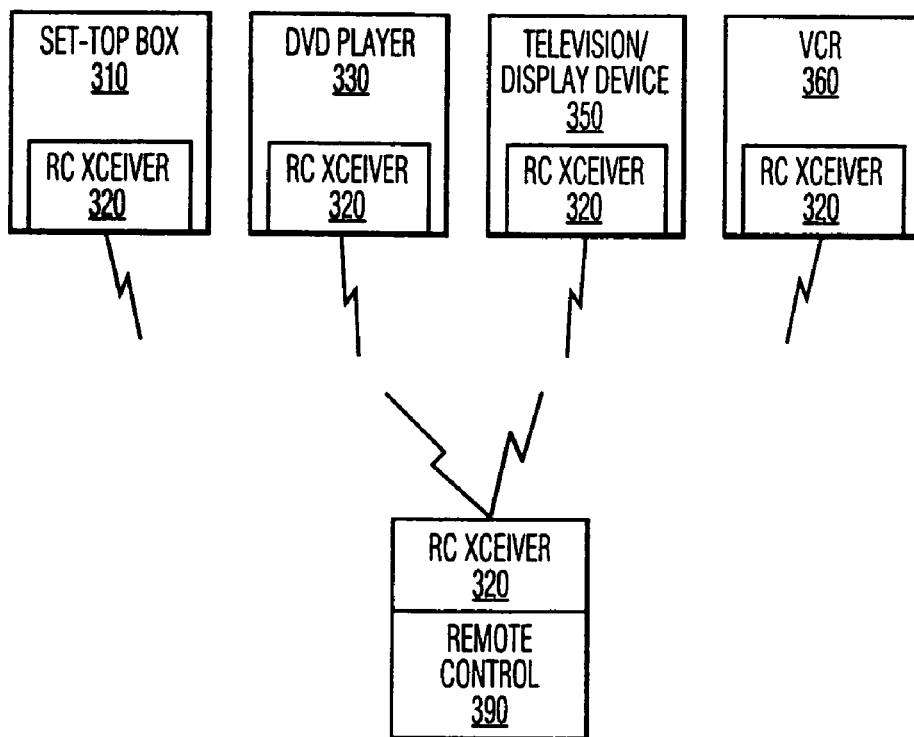 SET-TOP BOX
310
RC XCEIVER
320
DVD PLAYER
330
RC XCEIVER
320
TELEVISION/
DISPLAY DEVICE
350
RC XCEIVER
320
VCR
360
RC XCEIVER
320
RC XCEIVER
320
REMOTE
CONTROL
390